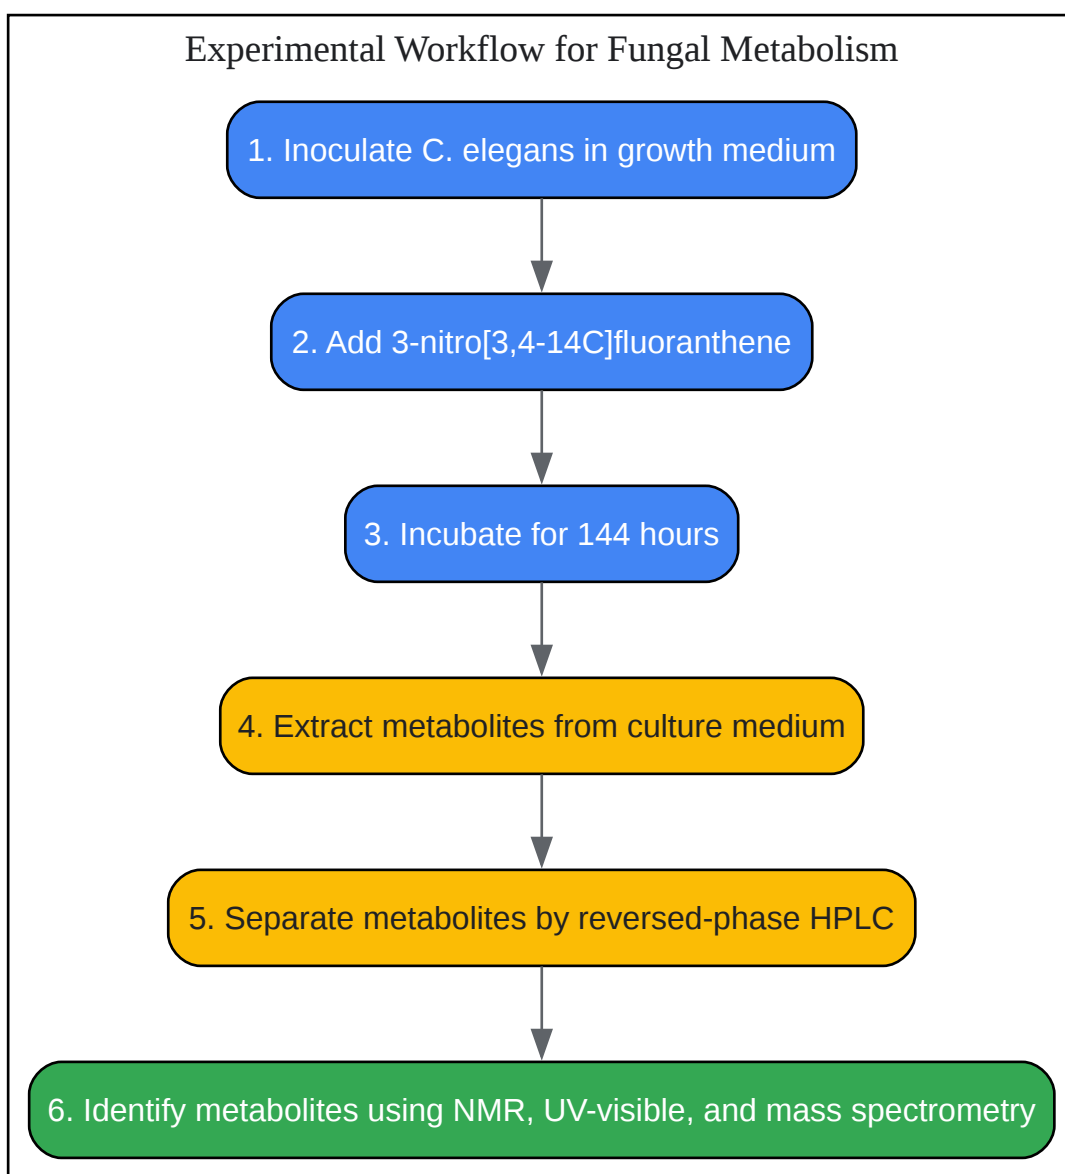 Experimental Workflow for Fungal Metabolism
1. Inoculate C. elegans in growth medium
2. Add 3-nitro[3,4-14C]fluoranthene
3. Incubate for 144 hours
4. Extract metabolites from culture medium
5. Separate metabolites by reversed-phase HPLC
6. Identify metabolites using NMR, UV-visible, and mass spectrometry